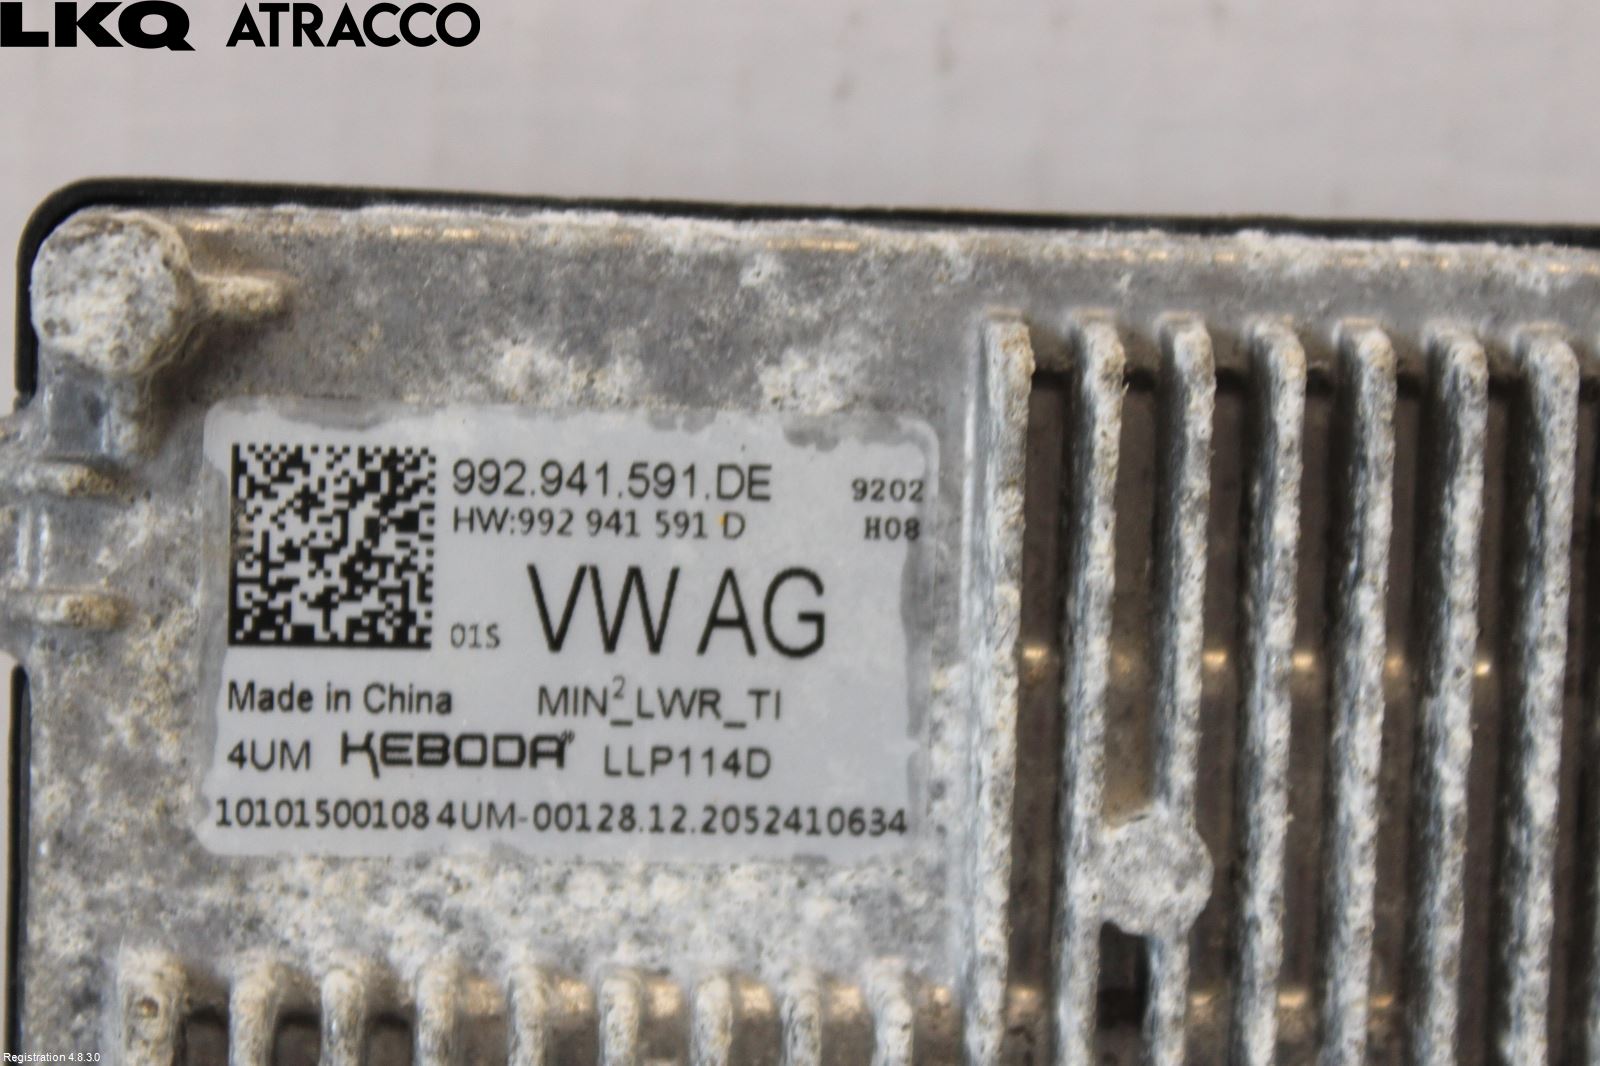 LKQ ATRACCO
992.941.591.DE 9202
HW:992 941 591 D H08
01S VW AG
Made in China MIN²_LWR_TI
4UM KEBODA® LLP114D
10101500108 4UM-00128.12.2052410634
Registration 4.8.3.0